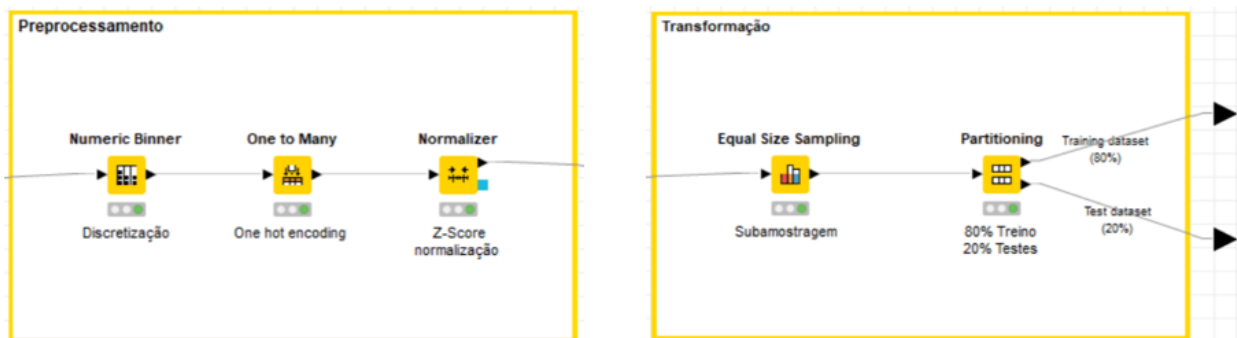 Preprocessamento
Numeric Binner
One to Many
Normalizer
Discretização
One hot encoding
Z-Score
normalização
Transformação
Equal Size Sampling
Partitioning
Training dataset
(80%)
Subamostragem
80% Treino
20% Testes
Test dataset
(20%)